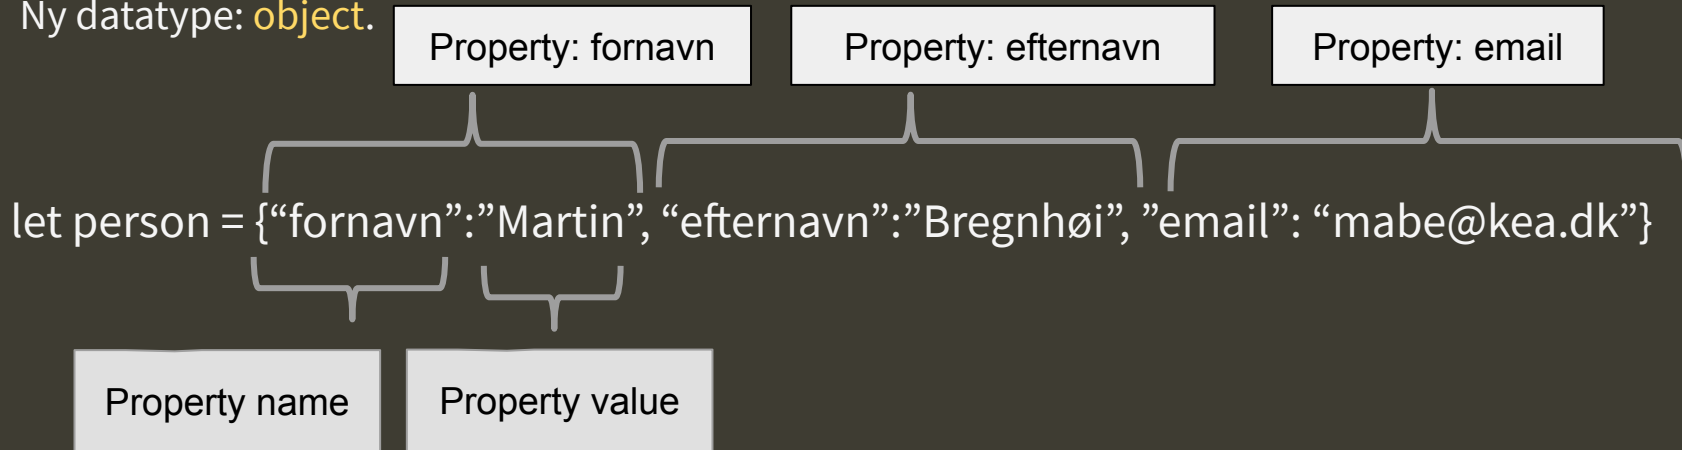 Ny datatype: object.
Property: fornavn
Property: efternavn
Property: email
let person = {“fornavn”:”Martin”, “efternavn”:”Bregnhøi”, ”email”: “mabe@kea.dk”}
Property name
Property value